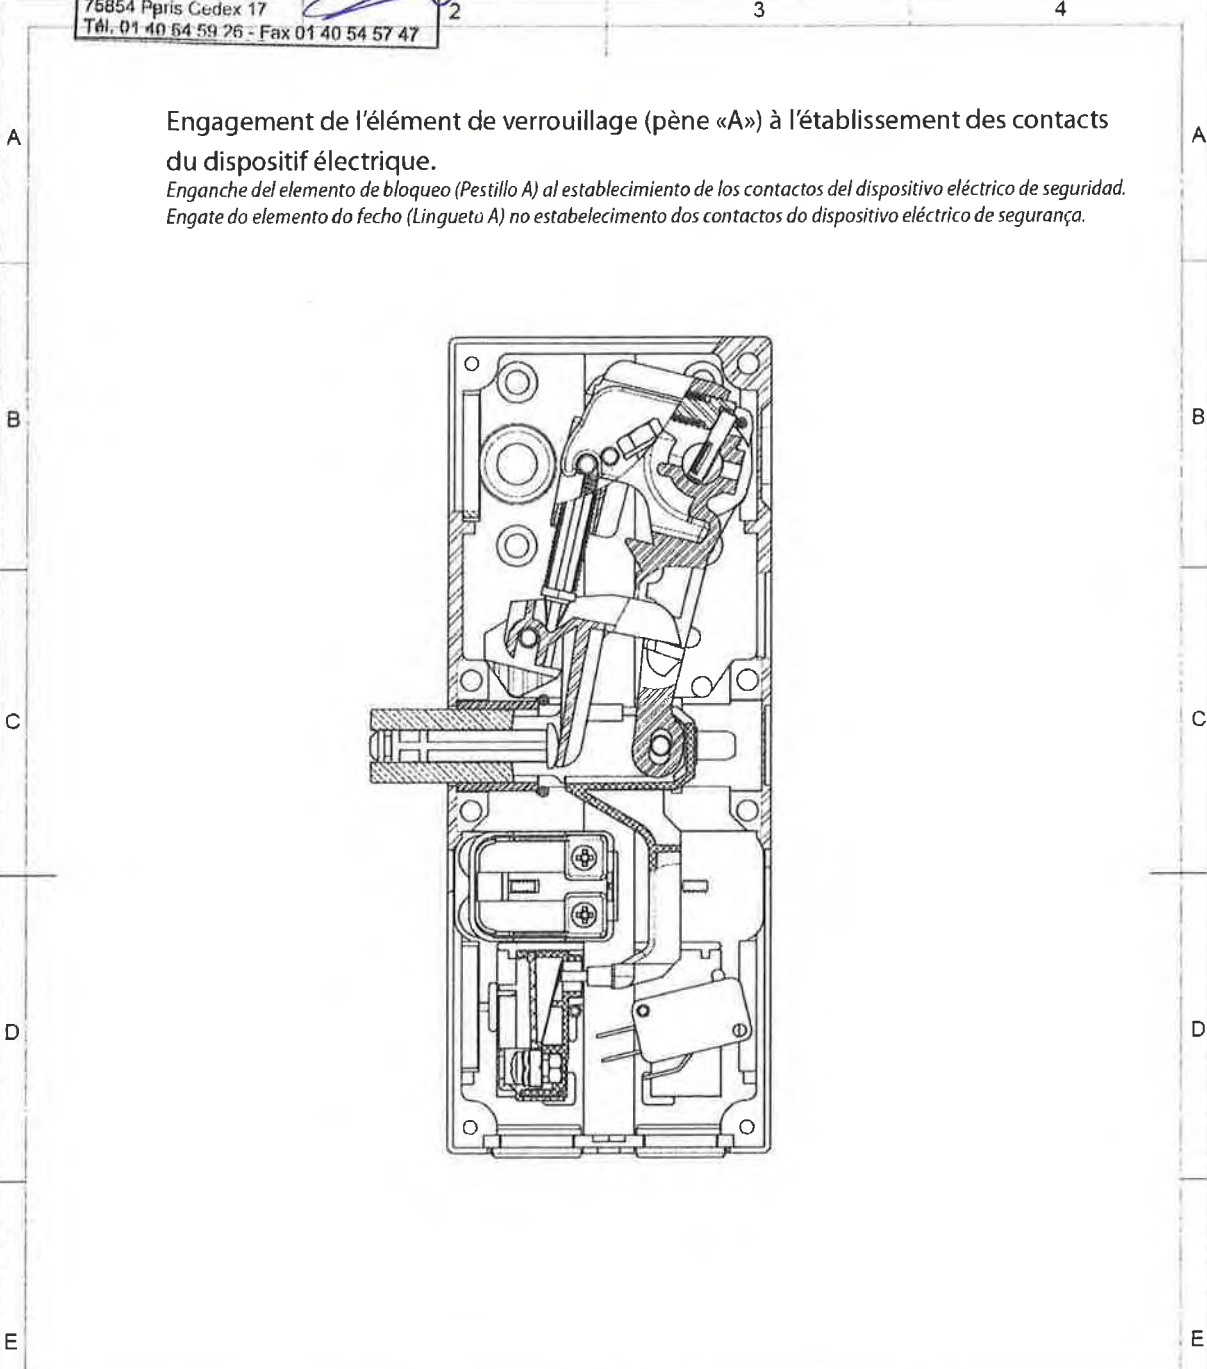 75854 Paris Cedex 17
Tél. 01 40 54 59 26 - Fax 01 40 54 57 47
2 3 4
A A
Engagement de l'élément de verrouillage (pène «A») à l'établissement des contacts
du dispositif électrique.
Enganche del elemento de bloqueo (Pestillo A) al establecimiento de los contactos del dispositivo eléctrico de seguridad.
Engate do elemento do fecho (Lingueta A) no estabelecimento dos contactos do dispositivo eléctrico de segurança.
B B
C C
D D
E E